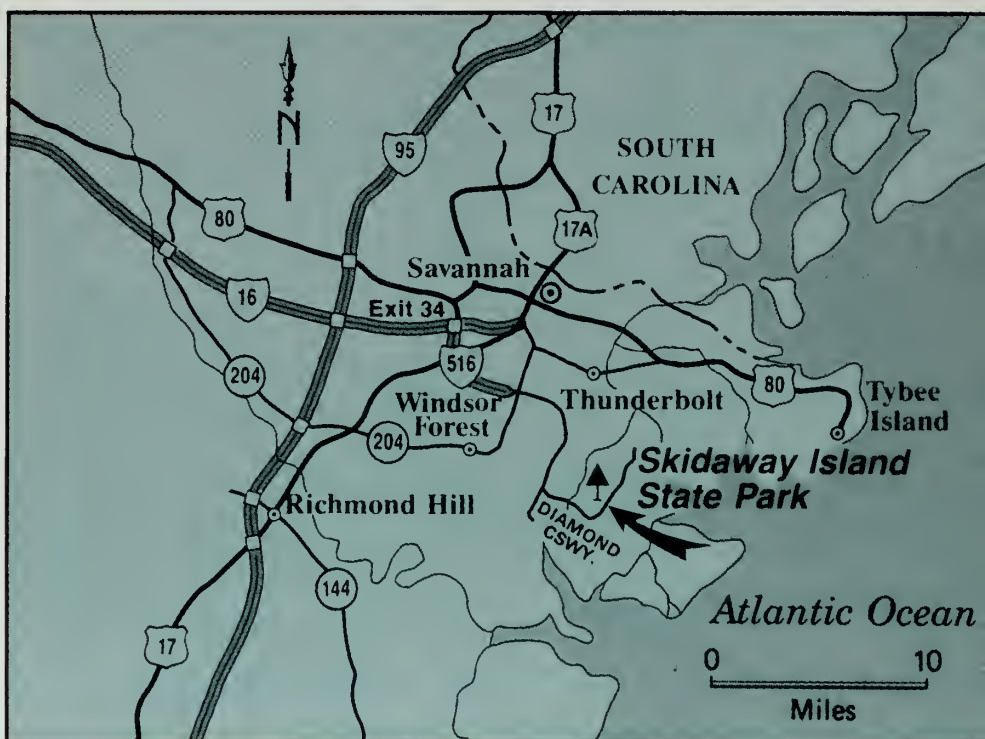 N
95
17
SOUTH
CAROLINA
80
17A
Savannah
16
Exit 34
516
204
Windsor
Forest
204
Thunderbolt
80
Tybee
Island
Skidaway Island
State Park
Richmond Hill
DIAMOND
CSWY.
144
17
Atlantic Ocean
0 10
Miles